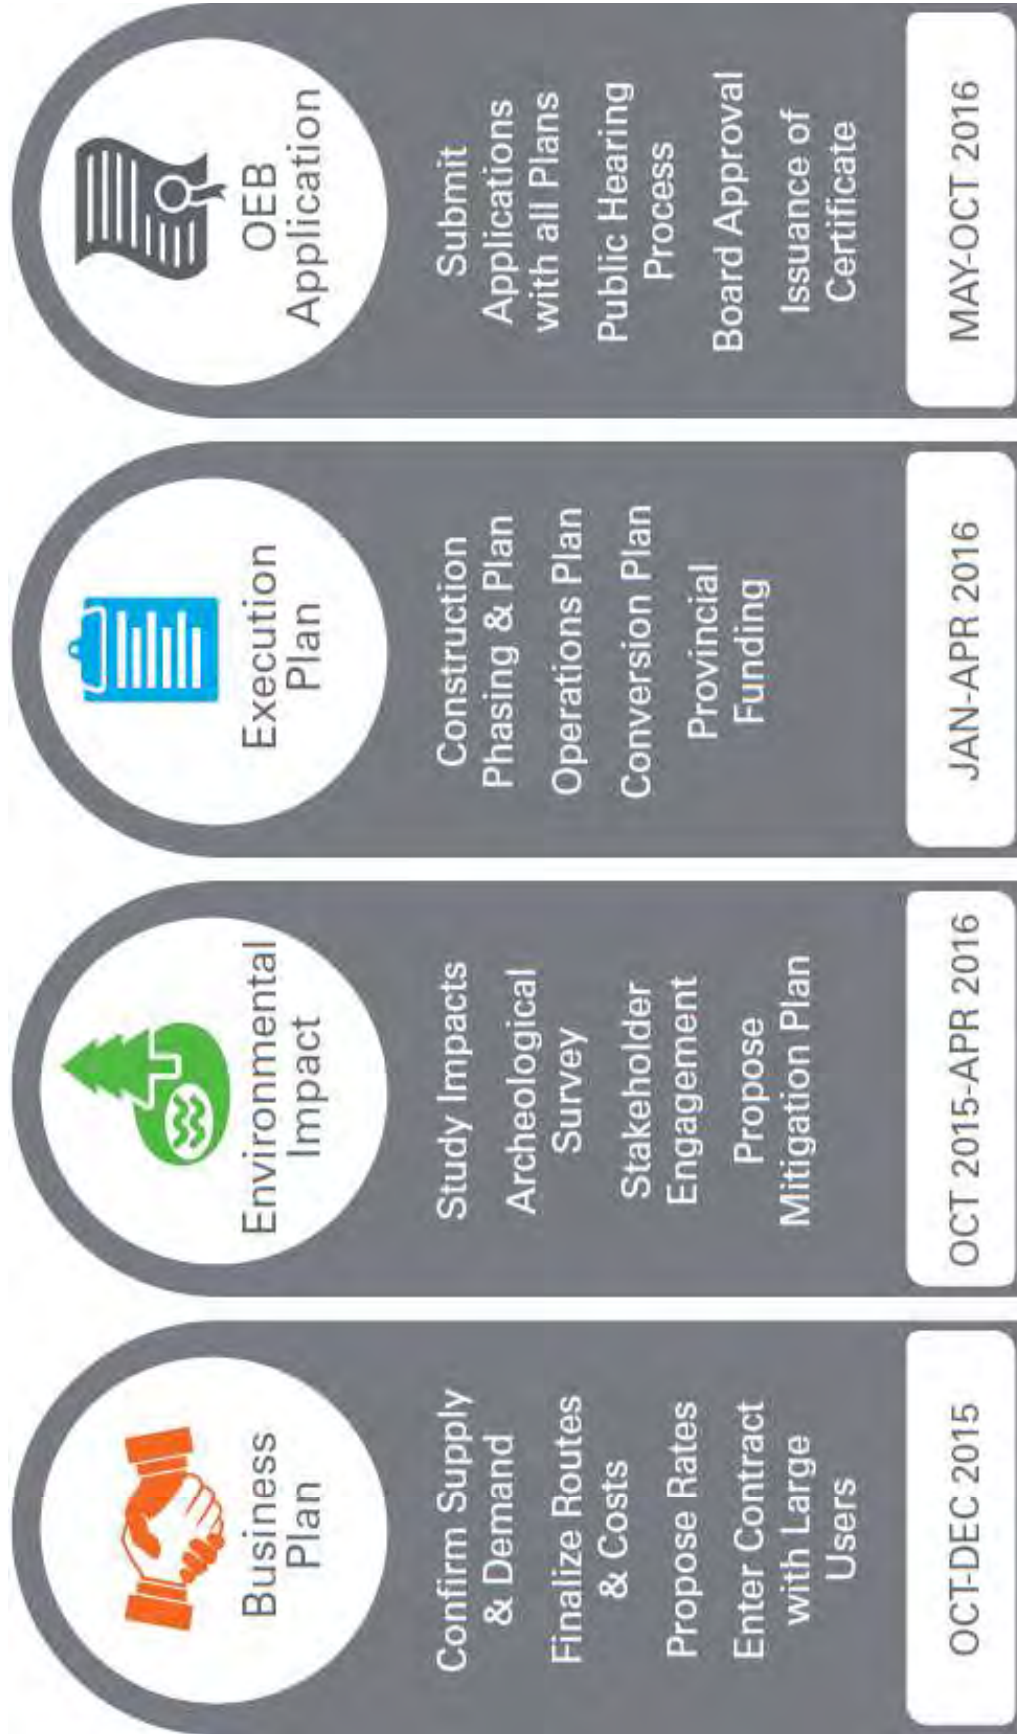 Business
Plan
Confirm Supply
& Demand
Finalize Routes
& Costs
Propose Rates
Enter Contract
with Large
Users
OCT-DEC 2015
Environmental
Impact
Study Impacts
Archeological
Survey
Stakeholder
Engagement
Propose
Mitigation Plan
OCT 2015-APR 2016
Execution
Plan
Construction
Phasing & Plan
Operations Plan
Conversion Plan
Provincial
Funding
JAN-APR 2016
OEB
Application
Submit
Applications
with all Plans
Public Hearing
Process
Board Approval
Issuance of
Certificate
MAY-OCT 2016